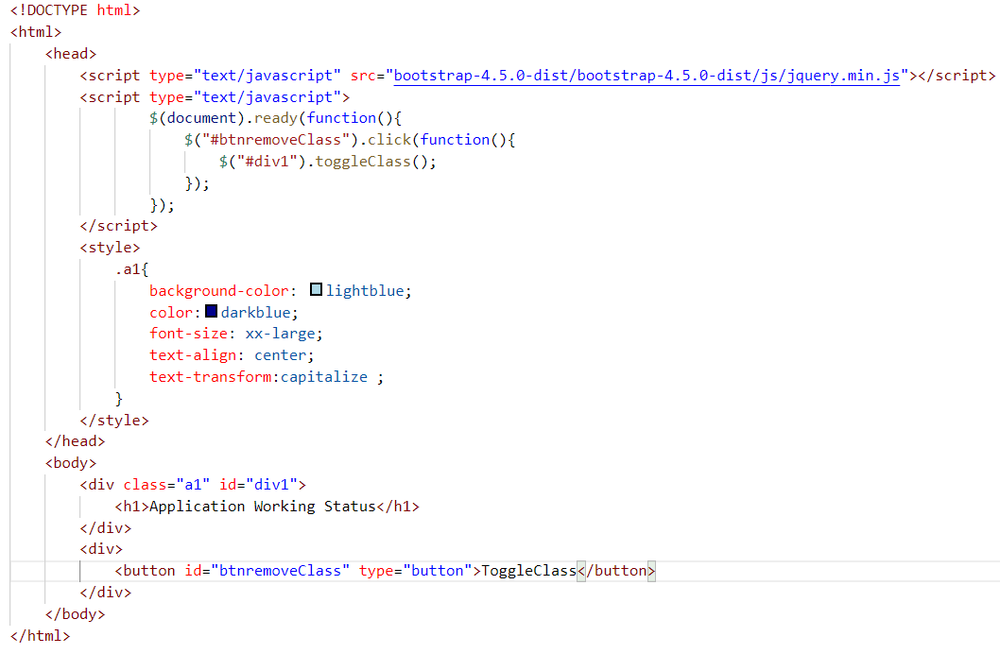 <!DOCTYPE html>
<html>
    <head>
        <script type="text/javascript" src="bootstrap-4.5.0-dist/bootstrap-4.5.0-dist/js/jquery.min.js"></script>
        <script type="text/javascript">
                $(document).ready(function(){
                    $("#btnremoveClass").click(function(){
                        $("#div1").toggleClass();
                    });
                });
        </script>
        <style>
            .a1{
                background-color: lightblue;
                color: darkblue;
                font-size: xx-large;
                text-align: center;
                text-transform:capitalize ;
            }
        </style>
    </head>
    <body>
        <div class="a1" id="div1">
            <h1>Application Working Status</h1>
        </div>
        <div>
            <button id="btnremoveClass" type="button">ToggleClass</button>
        </div>
    </body>
</html>